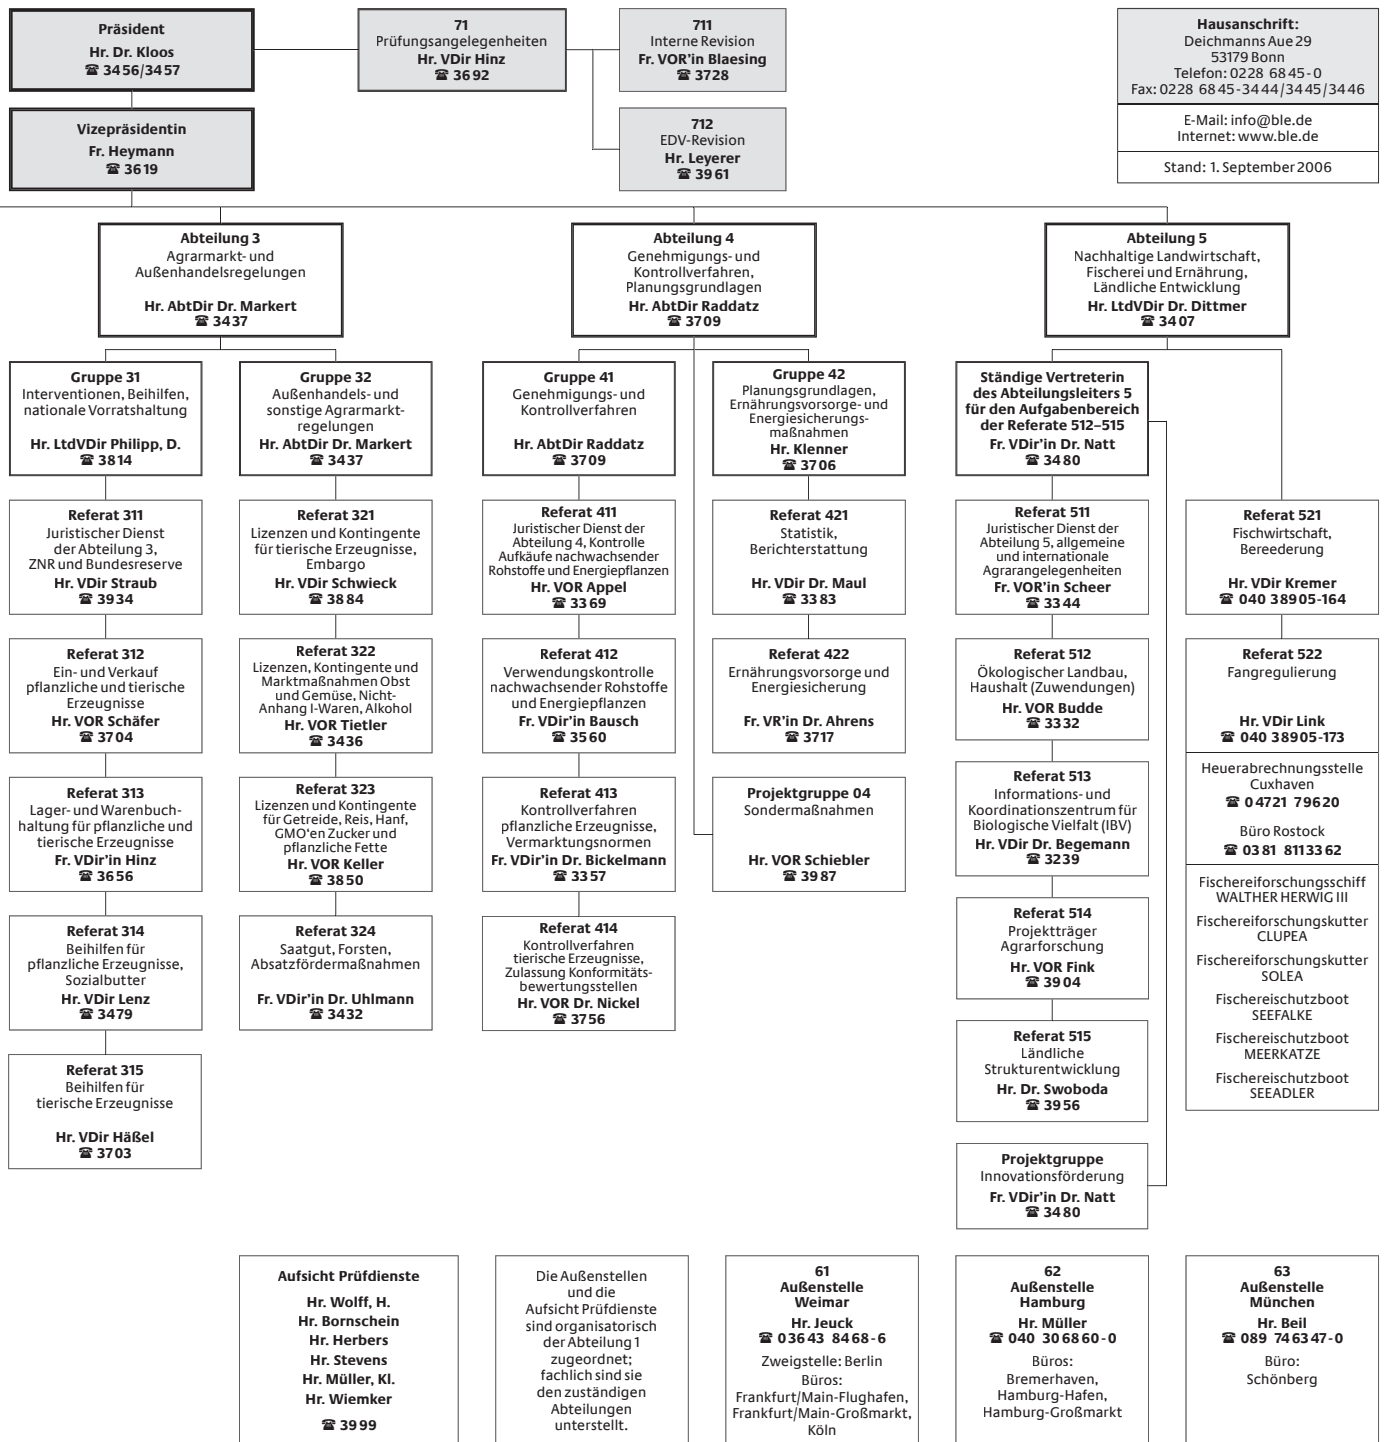 Präsident
Hr. Dr. Kloos
☎ 3456/3457
71
Prüfungsangelegenheiten
Hr. VDir Hinz
☎ 3692
711
Interne Revision
Fr. VOR'in Blaesing
☎ 3728
Hausanschrift:
Deichmanns Aue 29
53179 Bonn
Telefon: 0228 6845-0
Fax: 0228 6845-3444/3445/3446
E-Mail: info@ble.de
Internet: www.ble.de
Stand: 1. September 2006
Vizepräsidentin
Fr. Heymann
☎ 3619
712
EDV-Revision
Hr. Leyerer
☎ 3961
Abteilung 3
Agrarmarkt- und
Außenhandelsregelungen
Hr. AbtDir Dr. Markert
☎ 3437
Abteilung 4
Genehmigungs- und
Kontrollverfahren,
Planungsgrundlagen
Hr. AbtDir Raddatz
☎ 3709
Abteilung 5
Nachhaltige Landwirtschaft,
Fischerei und Ernährung,
Ländliche Entwicklung
Hr. LtdVDir Dr. Dittmer
☎ 3407
Gruppe 31
Interventionen, Beihilfen,
nationale Vorratshaltung
Hr. LtdVDir Philipp, D.
☎ 3814
Gruppe 32
Außenhandels- und
sonstige Agrarmarkt-
regelungen
Hr. AbtDir Dr. Markert
☎ 3437
Gruppe 41
Genehmigungs- und
Kontrollverfahren
Hr. AbtDir Raddatz
☎ 3709
Gruppe 42
Planungsgrundlagen,
Ernährungsvorsorge- und
Energiesicherungs-
maßnahmen
Hr. Klenner
☎ 3706
Ständige Vertreterin
des Abteilungsleiters 5
für den Aufgabenbereich
der Referate 512–515
Fr. VDir'in Dr. Natt
☎ 3480
Referat 311
Juristischer Dienst
der Abteilung 3,
ZNR und Bundesreserve
Hr. VDir Straub
☎ 3934
Referat 321
Lizenzen und Kontingente
für tierische Erzeugnisse,
Embargo
Hr. VDir Schwieck
☎ 3884
Referat 411
Juristischer Dienst der
Abteilung 4, Kontrolle
Aufkäufe nachwachsender
Rohstoffe und Energiepflanzen
Hr. VOR Appel
☎ 3369
Referat 421
Statistik,
Berichterstattung
Hr. VDir Dr. Maul
☎ 3383
Referat 511
Juristischer Dienst der
Abteilung 5, allgemeine
und internationale
Agrarangelegenheiten
Fr. VOR'in Scheer
☎ 3344
Referat 521
Fischwirtschaft,
Bereederung
Hr. VDir Kremer
☎ 040 38905-164
Referat 312
Ein- und Verkauf
pflanzliche und tierische
Erzeugnisse
Hr. VOR Schäfer
☎ 3704
Referat 322
Lizenzen, Kontingente und
Marktmaßnahmen Obst
und Gemüse, Nicht-
Anhang I-Waren, Alkohol
Hr. VOR Tietler
☎ 3436
Referat 412
Verwendungskontrolle
nachwachsender Rohstoffe
und Energiepflanzen
Fr. VDir'in Bausch
☎ 3560
Referat 422
Ernährungsvorsorge und
Energiesicherung
Fr. VR'in Dr. Ahrens
☎ 3717
Referat 512
Ökologischer Landbau,
Haushalt (Zuwendungen)
Hr. VOR Budde
☎ 3332
Referat 522
Fangregulierung
Hr. VDir Link
☎ 040 38905-173
Heuerabrechnungsstelle
Cuxhaven
☎ 04721 79620
Büro Rostock
☎ 0381 8113362
Fischereiforschungsschiff
WALTHER HERWIG III
Fischereiforschungskutter
CLUPEA
Fischereiforschungskutter
SOLEA
Fischereischutzboot
SEEFALKE
Fischereischutzboot
MEERKATZE
Fischereischutzboot
SEEADLER
Referat 313
Lager- und Warenbuch-
haltung für pflanzliche und
tierische Erzeugnisse
Fr. VDir'in Hinz
☎ 3656
Referat 323
Lizenzen und Kontingente
für Getreide, Reis, Hanf,
GMO'en Zucker und
pflanzliche Fette
Hr. VOR Keller
☎ 3850
Referat 413
Kontrollverfahren
pflanzliche Erzeugnisse,
Vermarktungsnormen
Fr. VDir'in Dr. Bickelmann
☎ 3357
Projektgruppe 04
Sondermaßnahmen
Hr. VOR Schiebler
☎ 3987
Referat 513
Informations- und
Koordinationszentrum für
Biologische Vielfalt (IBV)
Hr. VDir Dr. Begemann
☎ 3239
Referat 314
Beihilfen für
pflanzliche Erzeugnisse,
Sozialbutter
Hr. VDir Lenz
☎ 3479
Referat 324
Saatgut, Forsten,
Absatzfördermaßnahmen
Fr. VDir'in Dr. Uhlmann
☎ 3432
Referat 414
Kontrollverfahren
tierische Erzeugnisse,
Zulassung Konformitäts-
bewertungsstellen
Hr. VOR Dr. Nickel
☎ 3756
Referat 514
Projektträger
Agrarforschung
Hr. VOR Fink
☎ 3904
Referat 315
Beihilfen für
tierische Erzeugnisse
Hr. VDir Häßel
☎ 3703
Referat 515
Ländliche
Strukturentwicklung
Hr. Dr. Swoboda
☎ 3956
Projektgruppe
Innovationsförderung
Fr. VDir'in Dr. Natt
☎ 3480
Aufsicht Prüfdienste
Hr. Wolff, H.
Hr. Bornschein
Hr. Herbers
Hr. Stevens
Hr. Müller, Kl.
Hr. Wiemker
☎ 3999
Die Außenstellen
und die
Aufsicht Prüfdienste
sind organisatorisch
der Abteilung 1
zugeordnet;
fachlich sind sie
den zuständigen
Abteilungen
unterstellt.
61
Außenstelle
Weimar
Hr. Jeuck
☎ 03643 8468-6
Zweigstelle: Berlin
Büros:
Frankfurt/Main-Flughafen,
Frankfurt/Main-Großmarkt,
Köln
62
Außenstelle
Hamburg
Hr. Müller
☎ 040 306860-0
Büros:
Bremerhaven,
Hamburg-Hafen,
Hamburg-Großmarkt
63
Außenstelle
München
Hr. Beil
☎ 089 746347-0
Büro:
Schönberg